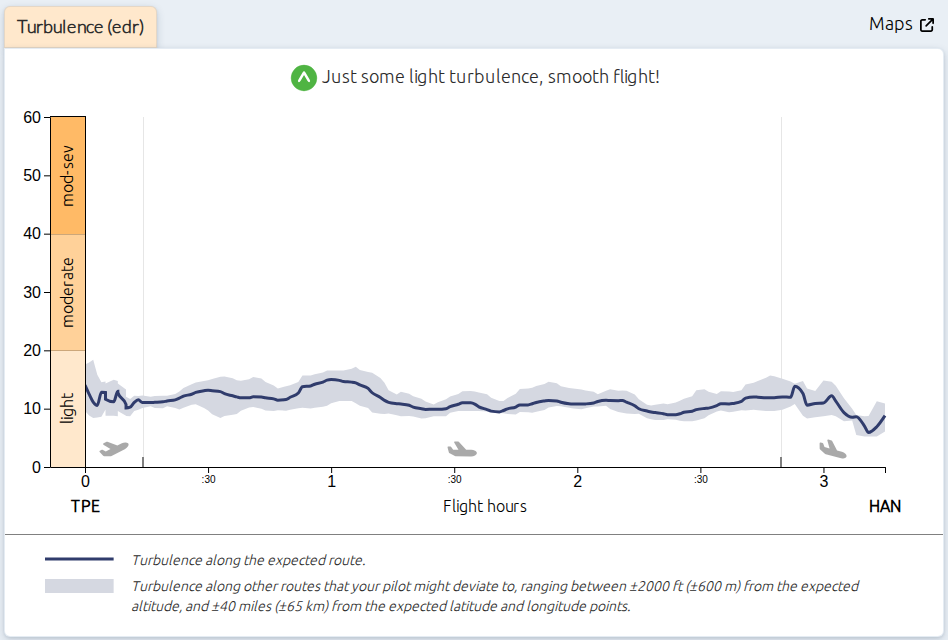 Turbulence (edr)
Maps
Just some light turbulence, smooth flight!
60
50
40
30
20
10
0
mod-sev
moderate
light
0 :30 1 :30 2 :30 3
TPE Flight hours HAN
Turbulence along the expected route.
Turbulence along other routes that your pilot might deviate to, ranging between ±2000 ft (±600 m) from the expected
altitude, and ±40 miles (±65 km) from the expected latitude and longitude points.